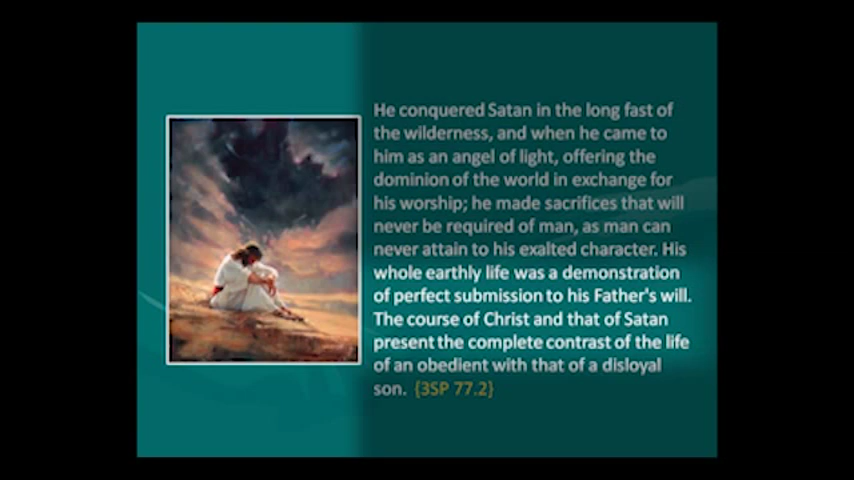 He conquered Satan in the long fast of
the wilderness, and when he came to
him as an angel of light, offering the
dominion of the world in exchange for
his worship; he made sacrifices that will
never be required of man, as man can
never attain to his exalted character. His
whole earthly life was a demonstration
of perfect submission to his Father's will.
The course of Christ and that of Satan
present the complete contrast of the life
of an obedient with that of a disloyal
son. {3SP 77.2}